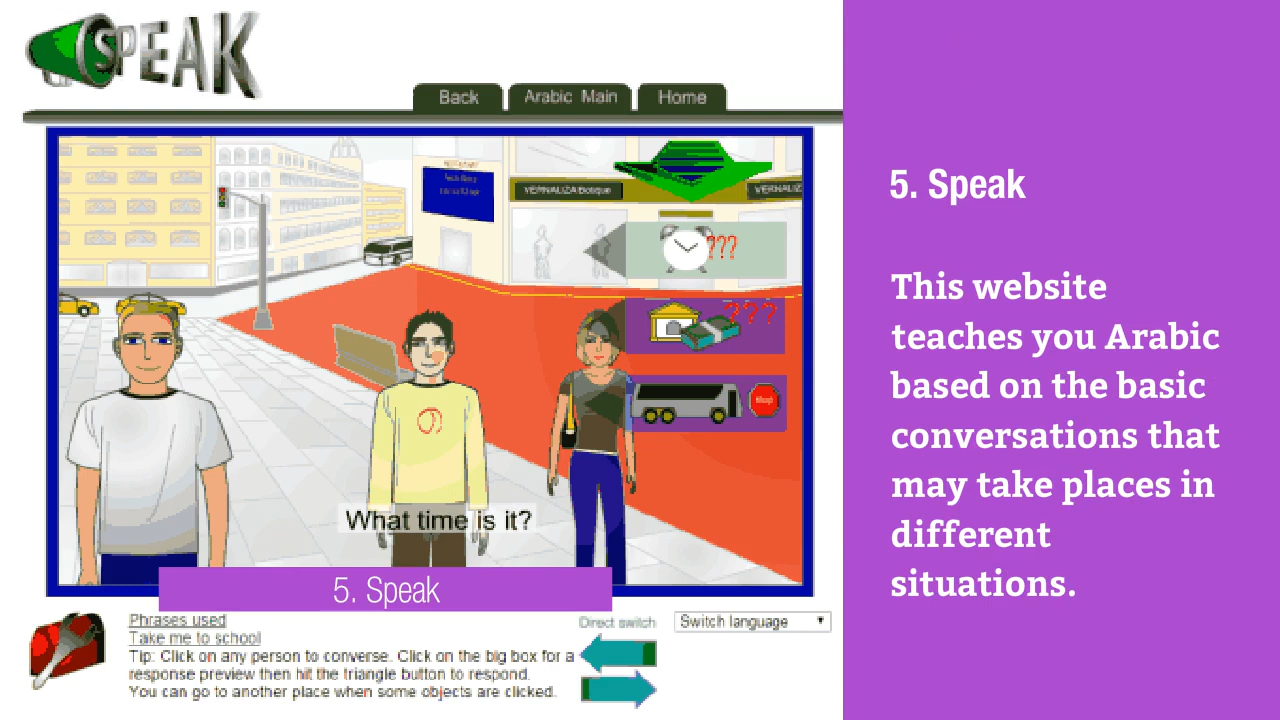 SPEAK
Back
Arabic Main
Home
VERNALIZA Botique
VERNALIZ
???
???
What time is it?
5. Speak
Phrases used
Take me to school
Tip: Click on any person to converse. Click on the big box for a
response preview then hit the triangle button to respond.
You can go to another place when some objects are clicked.
Direct switch
Switch language
5. Speak
This website
teaches you Arabic
based on the basic
conversations that
may take places in
different
situations.